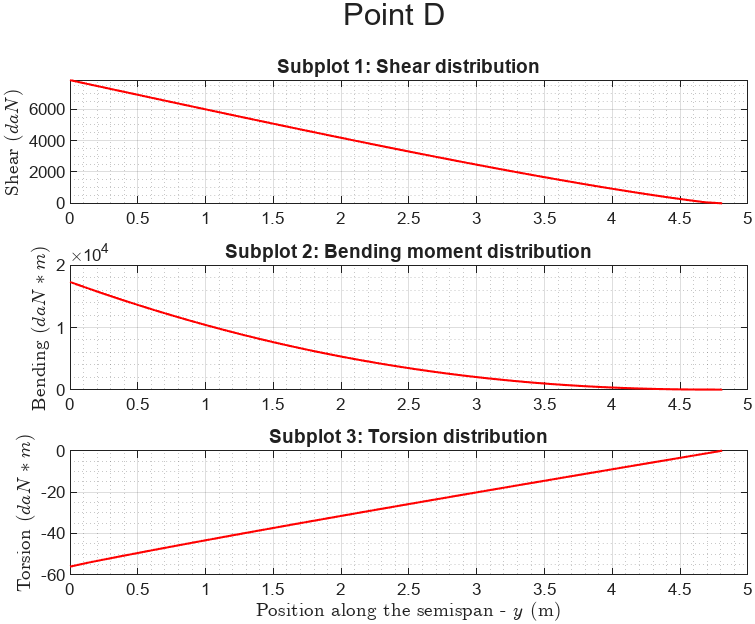 Point D
Subplot 1: Shear distribution
Shear (daN)
6000
4000
2000
0
0 0.5 1 1.5 2 2.5 3 3.5 4 4.5 5
Subplot 2: Bending moment distribution
×10⁴
Bending (daN * m)
2
1
0
0 0.5 1 1.5 2 2.5 3 3.5 4 4.5 5
Subplot 3: Torsion distribution
Torsion (daN * m)
0
-20
-40
-60
0 0.5 1 1.5 2 2.5 3 3.5 4 4.5 5
Position along the semispan - y (m)